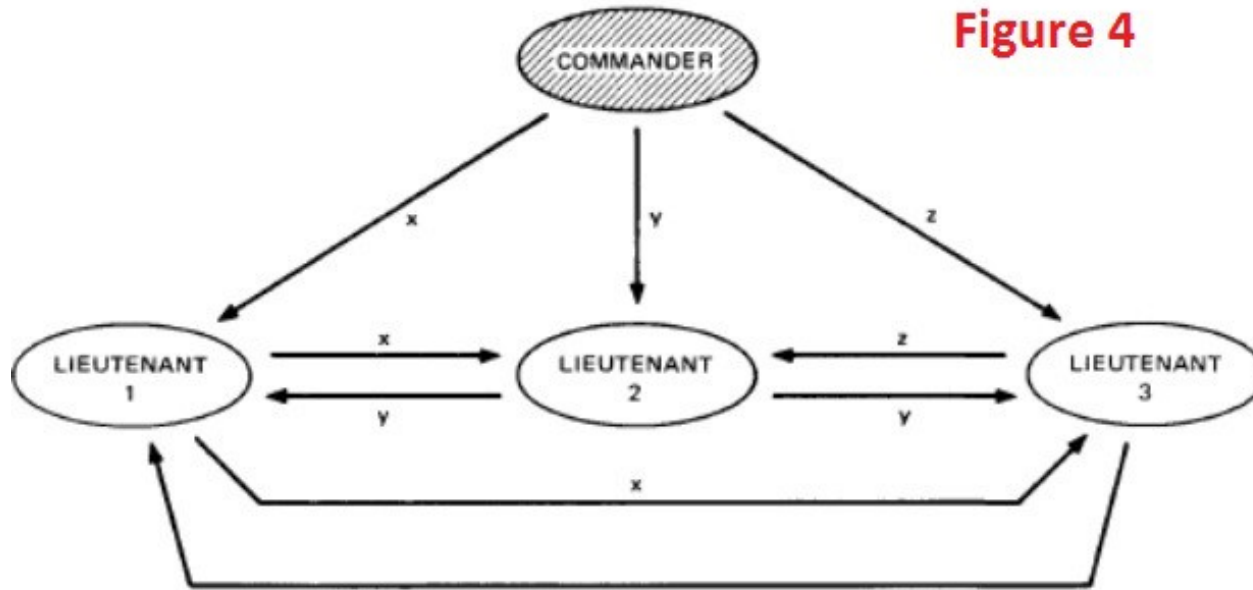 Figure 4
COMMANDER
x
y
z
LIEUTENANT
1
x
y
LIEUTENANT
2
z
y
LIEUTENANT
3
x